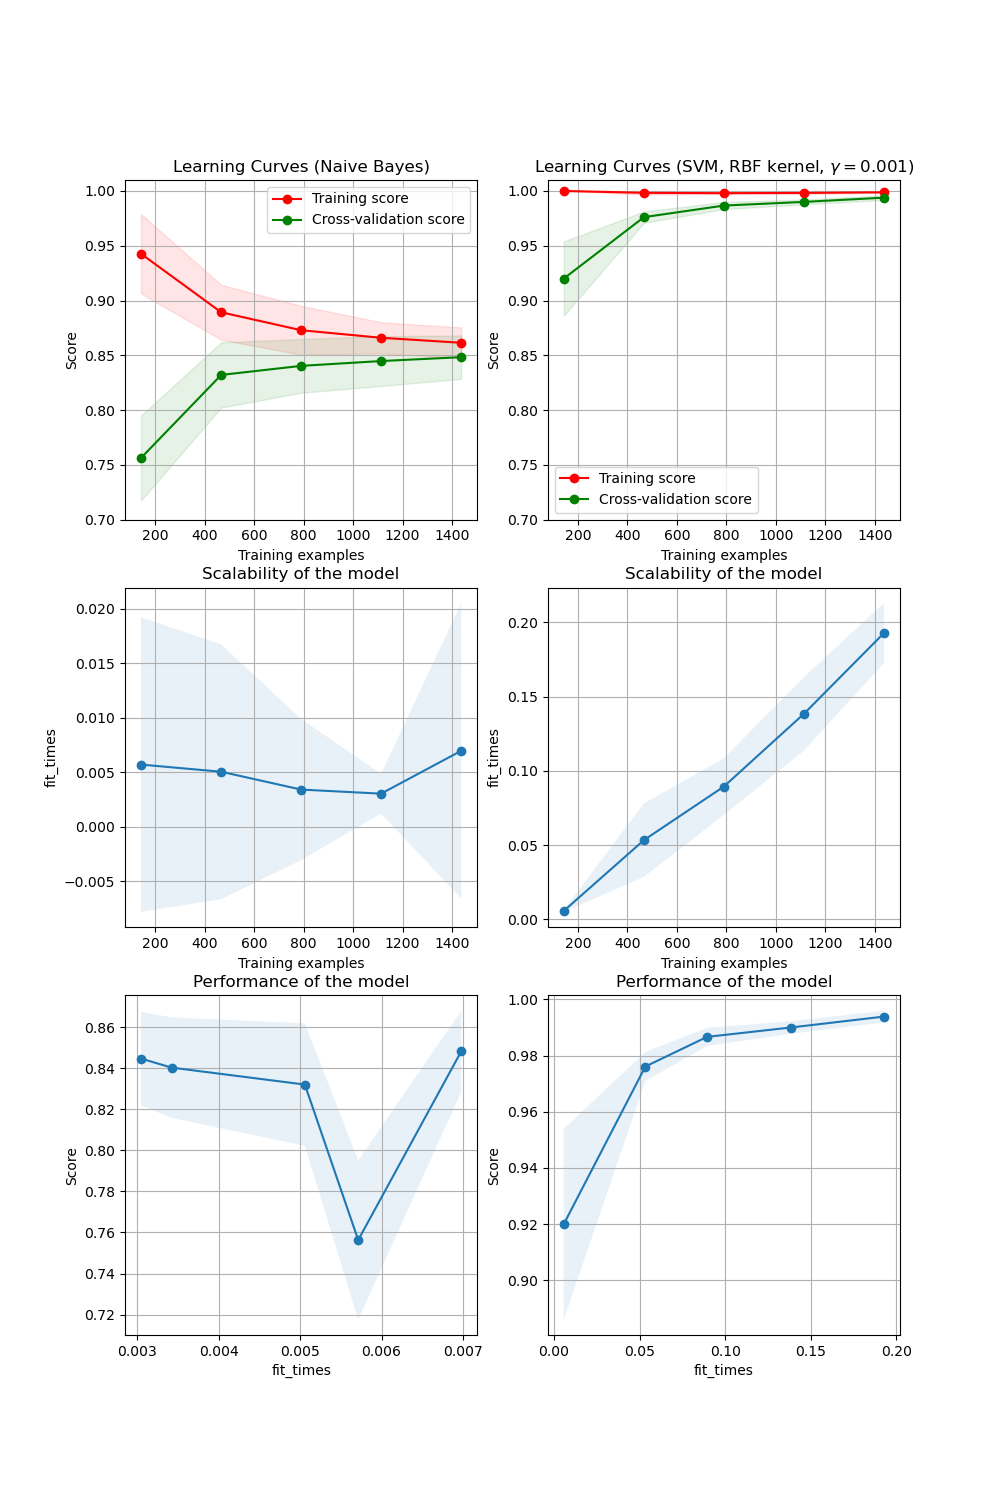 Learning Curves (Naive Bayes)
1.00
0.95
0.90
0.85
0.80
0.75
0.70
Score
Training score
Cross-validation score
200 400 600 800 1000 1200 1400
Training examples
Learning Curves (SVM, RBF kernel, γ = 0.001)
1.00
0.95
0.90
0.85
0.80
0.75
0.70
Score
Training score
Cross-validation score
200 400 600 800 1000 1200 1400
Training examples
Scalability of the model
0.020
0.015
0.010
0.005
0.000
−0.005
fit_times
200 400 600 800 1000 1200 1400
Training examples
Scalability of the model
0.20
0.15
0.10
0.05
0.00
fit_times
200 400 600 800 1000 1200 1400
Training examples
Performance of the model
0.86
0.84
0.82
0.80
0.78
0.76
0.74
0.72
Score
0.003 0.004 0.005 0.006 0.007
fit_times
Performance of the model
1.00
0.98
0.96
0.94
0.92
0.90
Score
0.00 0.05 0.10 0.15 0.20
fit_times